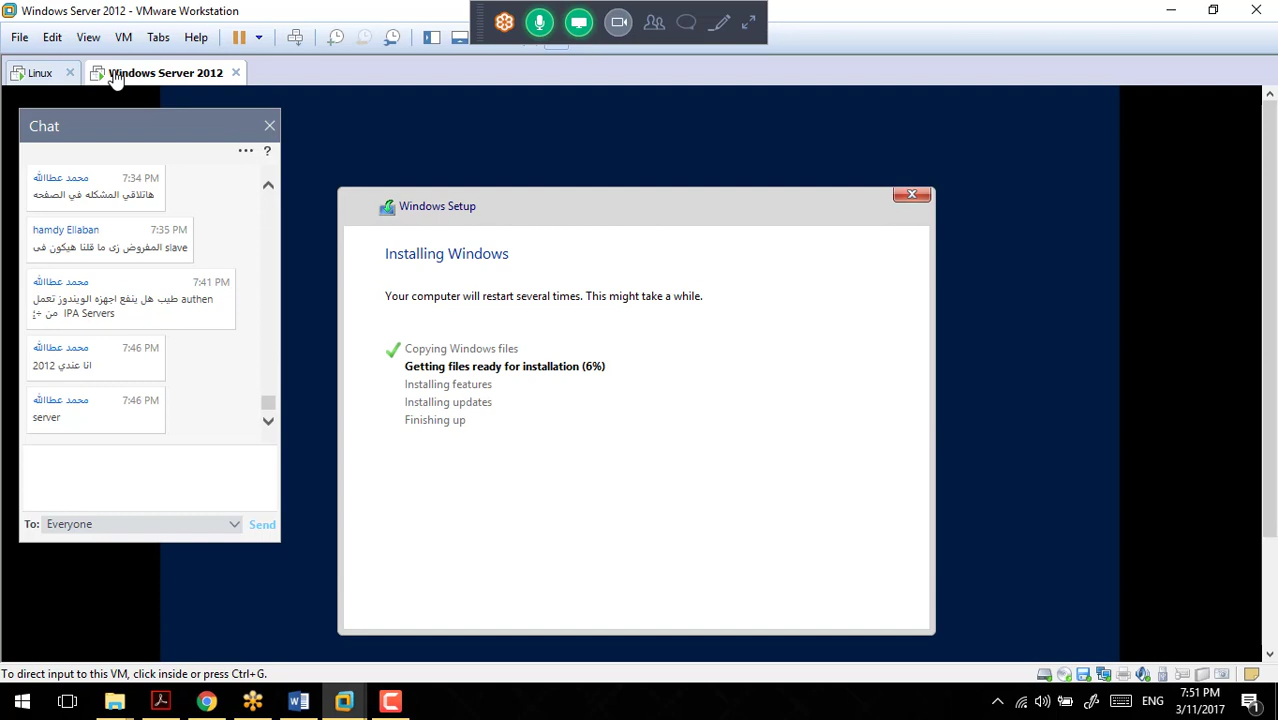 Windows Server 2012 - VMware Workstation
File Edit View VM Tabs Help
Linux
Windows Server 2012
Chat
محمد عطاالله 7:34 PM
هاتلاقي المشكله في الصفحه
hamdy Ellaban 7:35 PM
المفروض زى ما قلنا هيكون فى slave
محمد عطاالله 7:41 PM
طيب هل ينفع اجهزه الويندوز تعمل authen
من IPA Servers
محمد عطاالله 7:46 PM
انا عندي 2012
محمد عطاالله 7:46 PM
server
To: Everyone Send
Windows Setup
Installing Windows
Your computer will restart several times. This might take a while.
Copying Windows files
Getting files ready for installation (6%)
Installing features
Installing updates
Finishing up
To direct input to this VM, click inside or press Ctrl+G.
ENG
7:51 PM
3/11/2017
1